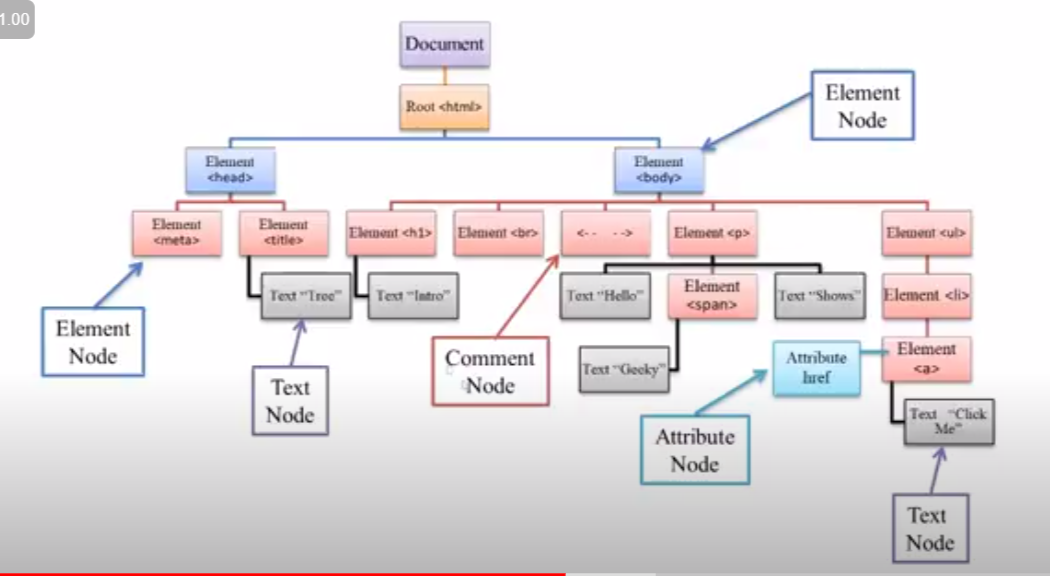 1.00
Document
Root <html>
Element
Node
Element
<head>
Element
<body>
Element
<meta>
Element
<title>
Element <h1>
Element <br>
<-- -->
Element <p>
Element <ul>
Text “Tree”
Text “Intro”
Text “Hello”
Element
<span>
Text “Shows”
Element <li>
Element
Node
Comment
Node
Text “Geeky”
Attribute
href
Element
<a>
Text
Node
Text “Click
Me”
Attribute
Node
Text
Node